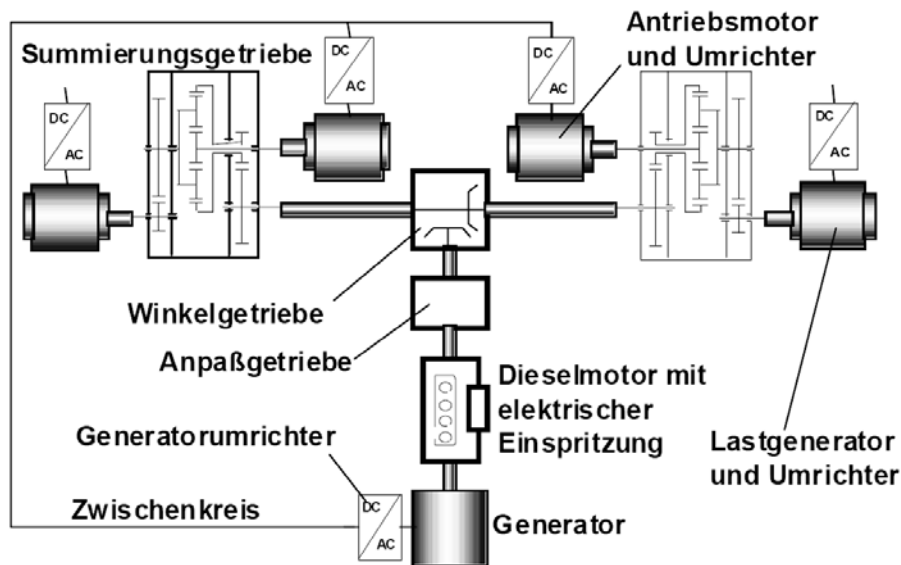 Summierungsgetriebe
Antriebsmotor
und Umrichter
DC
AC
DC
AC
DC
AC
DC
AC
Winkelgetriebe
Anpaßgetriebe
Dieselmotor mit
elektrischer
Einspritzung
Generatorumrichter
Lastgenerator
und Umrichter
Zwischenkreis
DC
AC
Generator